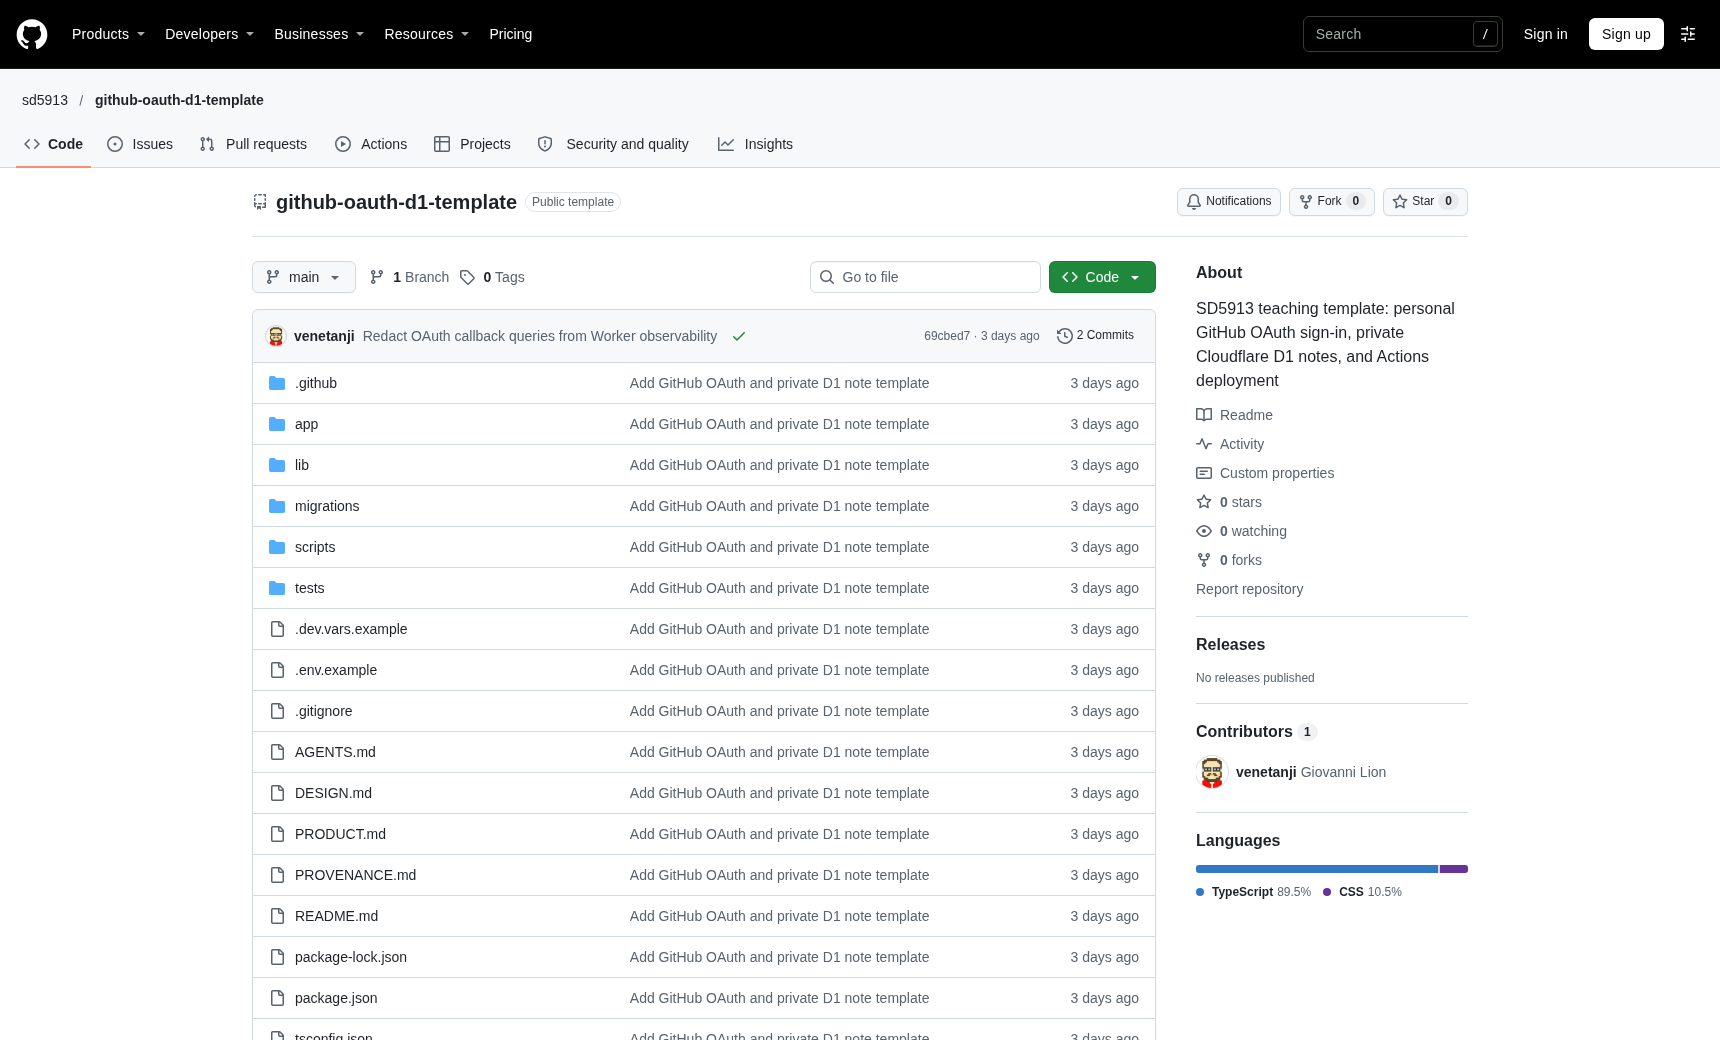 Products Developers Businesses Resources Pricing Search / Sign in Sign up
sd5913 / github-oauth-d1-template
Code Issues Pull requests Actions Projects Security and quality Insights
github-oauth-d1-template Public template Notifications Fork 0 Star 0
main 1 Branch 0 Tags Go to file Code
venetanji Redact OAuth callback queries from Worker observability 69cbed7 · 3 days ago 2 Commits
.github Add GitHub OAuth and private D1 note template 3 days ago
app Add GitHub OAuth and private D1 note template 3 days ago
lib Add GitHub OAuth and private D1 note template 3 days ago
migrations Add GitHub OAuth and private D1 note template 3 days ago
scripts Add GitHub OAuth and private D1 note template 3 days ago
tests Add GitHub OAuth and private D1 note template 3 days ago
.dev.vars.example Add GitHub OAuth and private D1 note template 3 days ago
.env.example Add GitHub OAuth and private D1 note template 3 days ago
.gitignore Add GitHub OAuth and private D1 note template 3 days ago
AGENTS.md Add GitHub OAuth and private D1 note template 3 days ago
DESIGN.md Add GitHub OAuth and private D1 note template 3 days ago
PRODUCT.md Add GitHub OAuth and private D1 note template 3 days ago
PROVENANCE.md Add GitHub OAuth and private D1 note template 3 days ago
README.md Add GitHub OAuth and private D1 note template 3 days ago
package-lock.json Add GitHub OAuth and private D1 note template 3 days ago
package.json Add GitHub OAuth and private D1 note template 3 days ago
tsconfig.json Add GitHub OAuth and private D1 note template 3 days ago
About
SD5913 teaching template: personal
GitHub OAuth sign-in, private
Cloudflare D1 notes, and Actions
deployment
Readme
Activity
Custom properties
0 stars
0 watching
0 forks
Report repository
Releases
No releases published
Contributors 1
venetanji Giovanni Lion
Languages
TypeScript 89.5% CSS 10.5%